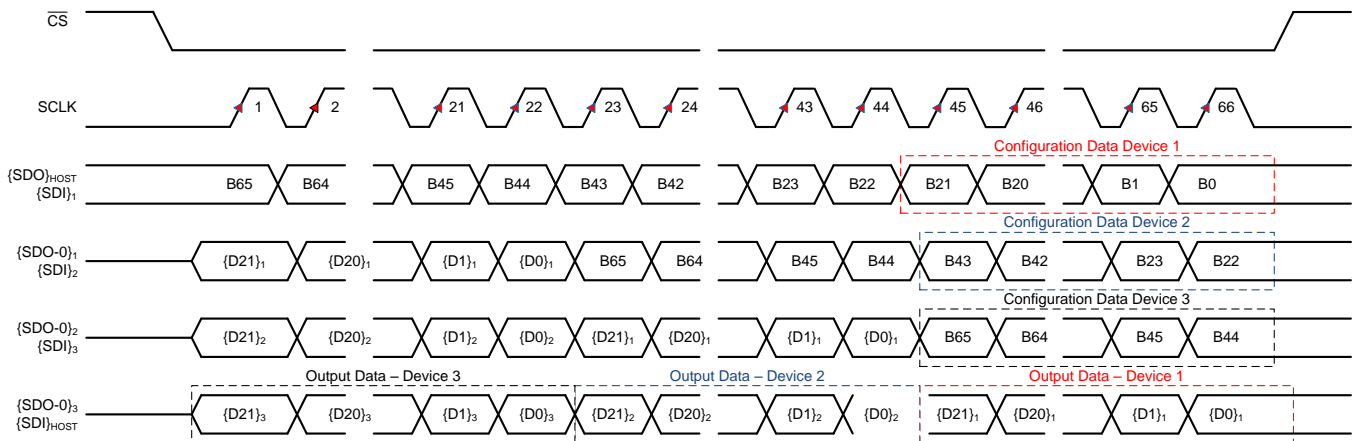 CS
SCLK 1 2 21 22 23 24 43 44 45 46 65 66
Configuration Data Device 1
{SDO}HOST
{SDI}1
B65 B64 B45 B44 B43 B42 B23 B22 B21 B20 B1 B0
Configuration Data Device 2
{SDO-0}1
{SDI}2
{D21}1 {D20}1 {D1}1 {D0}1 B65 B64 B45 B44 B43 B42 B23 B22
Configuration Data Device 3
{SDO-0}2
{SDI}3
{D21}2 {D20}2 {D1}2 {D0}2 {D21}1 {D20}1 {D1}1 {D0}1 B65 B64 B45 B44
Output Data – Device 3 Output Data – Device 2 Output Data – Device 1
{SDO-0}3
{SDI}HOST
{D21}3 {D20}3 {D1}3 {D0}3 {D21}2 {D20}2 {D1}2 {D0}2 {D21}1 {D20}1 {D1}1 {D0}1